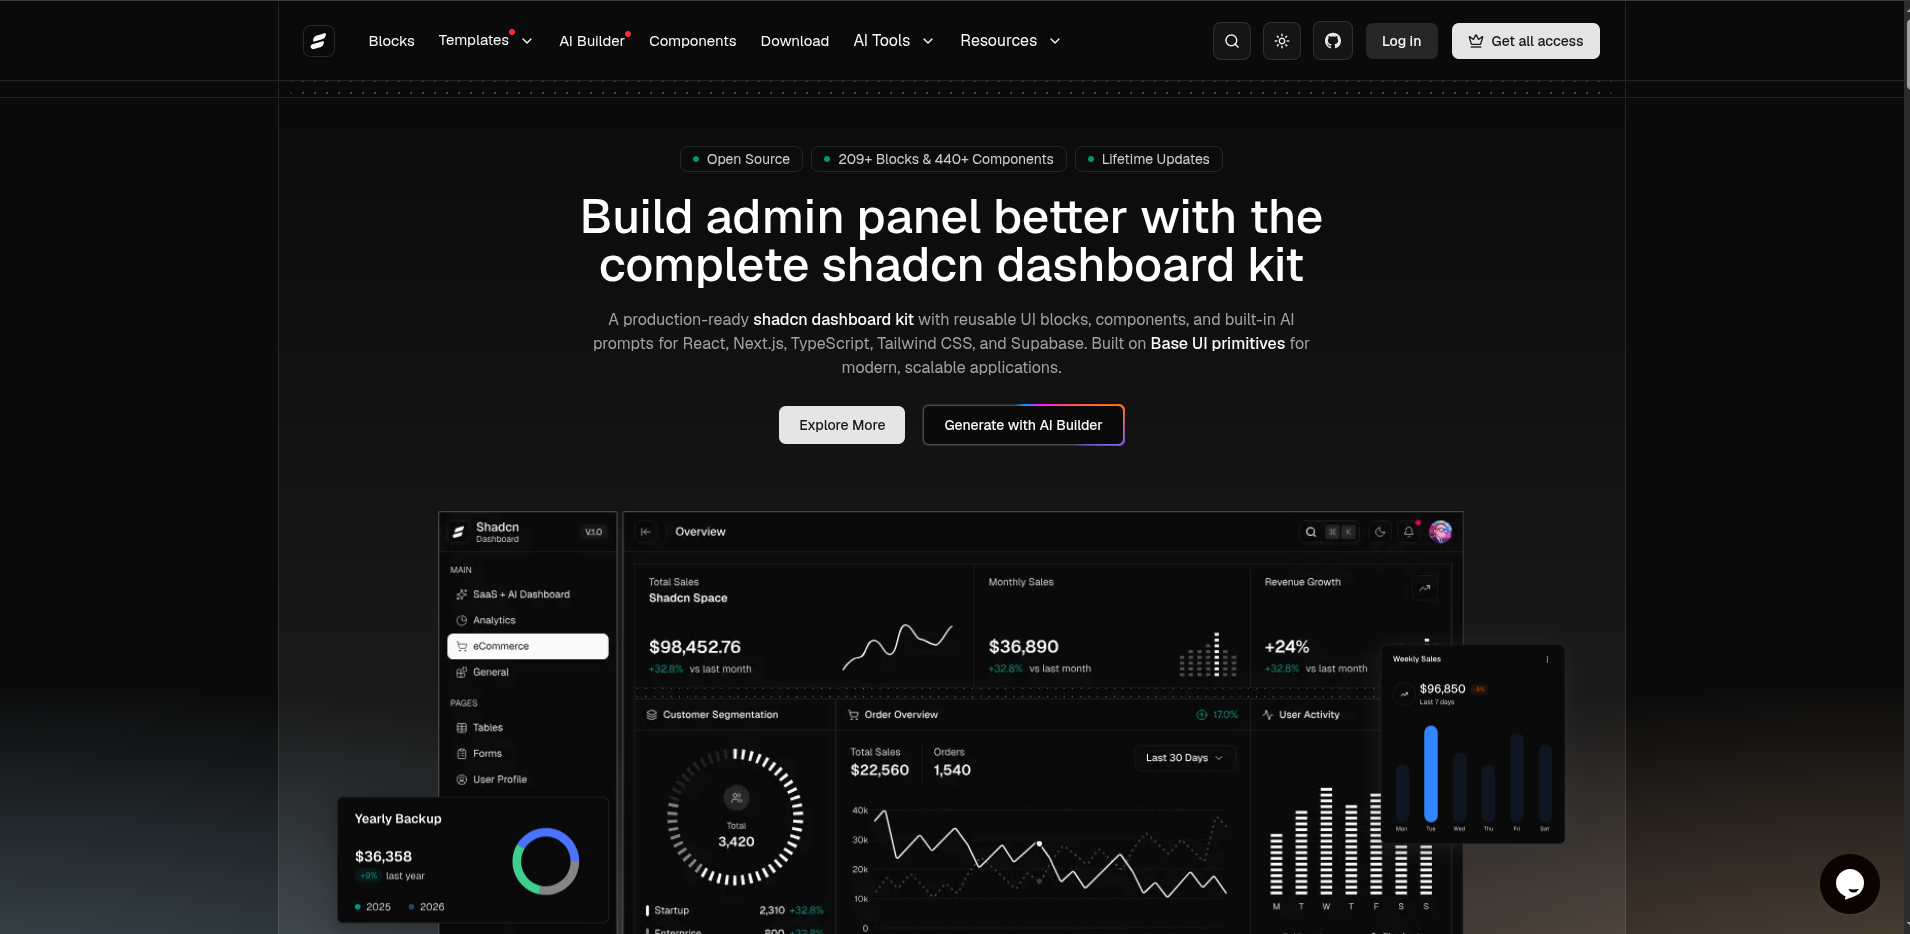 Blocks
Templates
AI Builder
Components
Download
AI Tools
Resources
Log in
Get all access
Open Source
209+ Blocks & 440+ Components
Lifetime Updates
Build admin panel better with the
complete shadcn dashboard kit
A production-ready shadcn dashboard kit with reusable UI blocks, components, and built-in AI
prompts for React, Next.js, TypeScript, Tailwind CSS, and Supabase. Built on Base UI primitives for
modern, scalable applications.
Explore More
Generate with AI Builder
Shadcn
Dashboard
V1.0
MAIN
SaaS + AI Dashboard
Analytics
eCommerce
General
PAGES
Tables
Forms
User Profile
Overview
⌘ K
Total Sales
Shadcn Space
$98,452.76
+32.8% vs last month
Monthly Sales
$36,890
+32.8% vs last month
Revenue Growth
+24%
+32.8% vs last month
Customer Segmentation
Total
3,420
Startup 2,310 +32.8%
Enterprise 800 +32.8%
Order Overview
17.0%
Total Sales
$22,560
Orders
1,540
Last 30 Days
40k
30k
20k
10k
0
User Activity
M T W T F S S
Weekly Sales
$96,850 -5%
Last 7 days
Mon Tue Wed Thu Fri Sat
Yearly Backup
$36,358
+9% last year
2025 2026